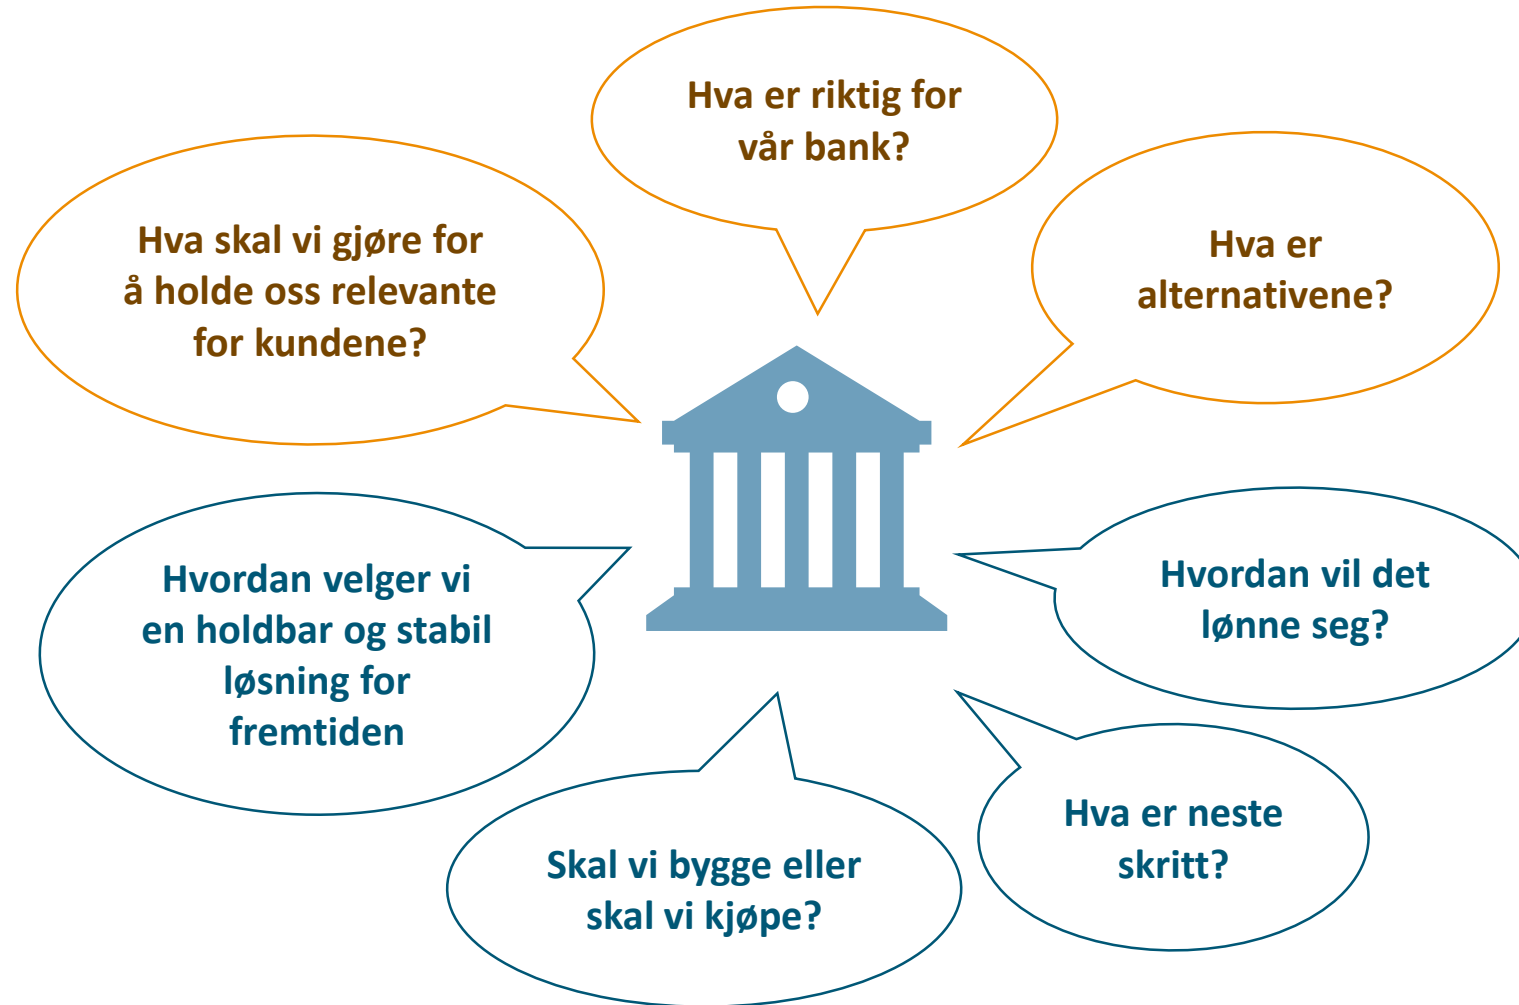 Hva er riktig for
vår bank?
Hva skal vi gjøre for
å holde oss relevante
for kundene?
Hva er
alternativene?
Hvordan velger vi
en holdbar og stabil
løsning for
fremtiden
Hvordan vil det
lønne seg?
Skal vi bygge eller
skal vi kjøpe?
Hva er neste
skritt?